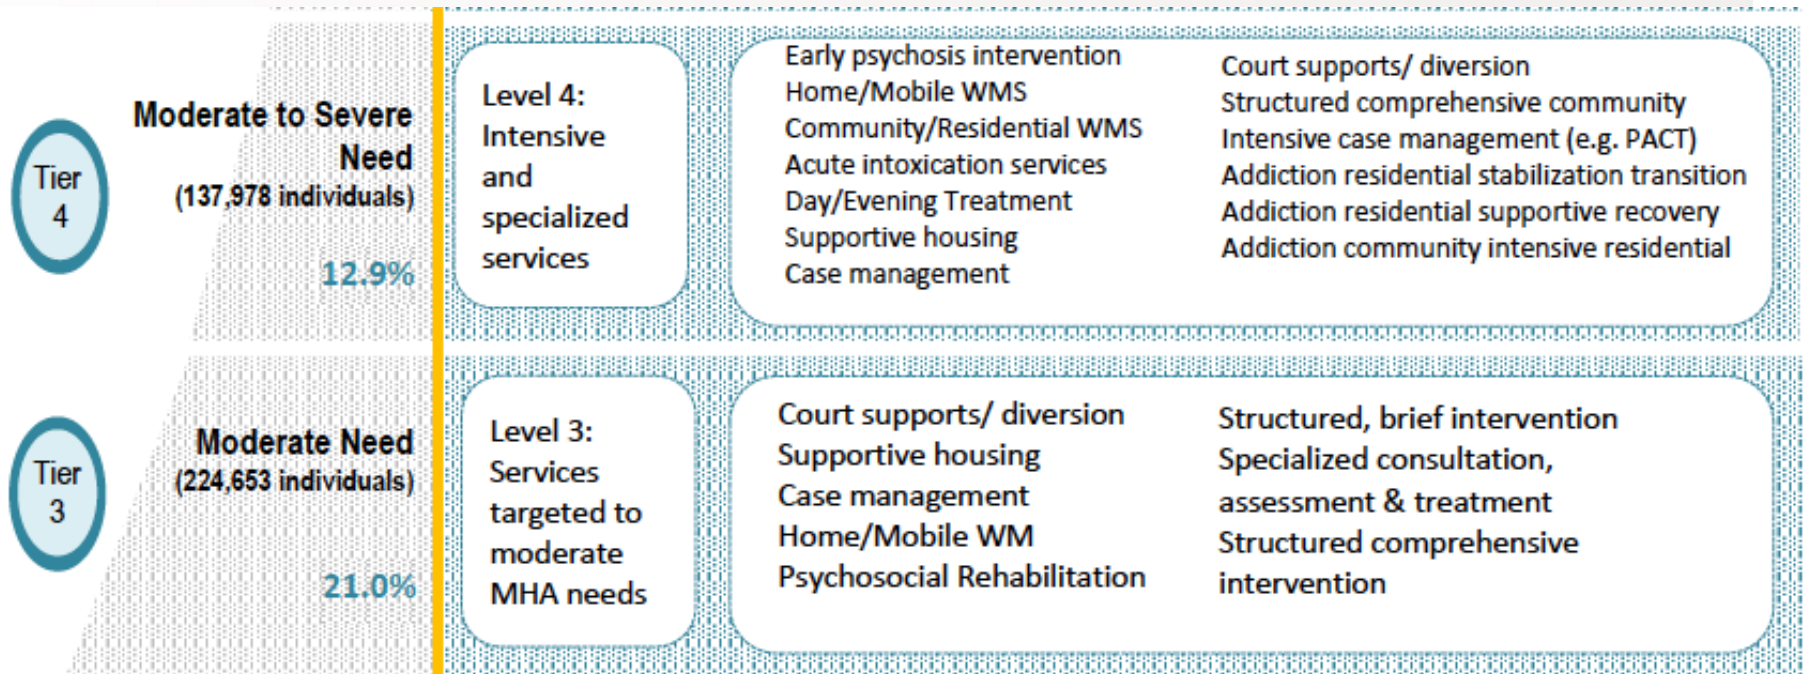 Tier
4
Moderate to Severe
Need
(137,978 individuals)
12.9%
Level 4:
Intensive
and
specialized
services
Early psychosis intervention
Home/Mobile WMS
Community/Residential WMS
Acute intoxication services
Day/Evening Treatment
Supportive housing
Case management
Court supports/ diversion
Structured comprehensive community
Intensive case management (e.g. PACT)
Addiction residential stabilization transition
Addiction residential supportive recovery
Addiction community intensive residential
Tier
3
Moderate Need
(224,653 individuals)
21.0%
Level 3:
Services
targeted to
moderate
MHA needs
Court supports/ diversion
Supportive housing
Case management
Home/Mobile WM
Psychosocial Rehabilitation
Structured, brief intervention
Specialized consultation,
assessment & treatment
Structured comprehensive
intervention